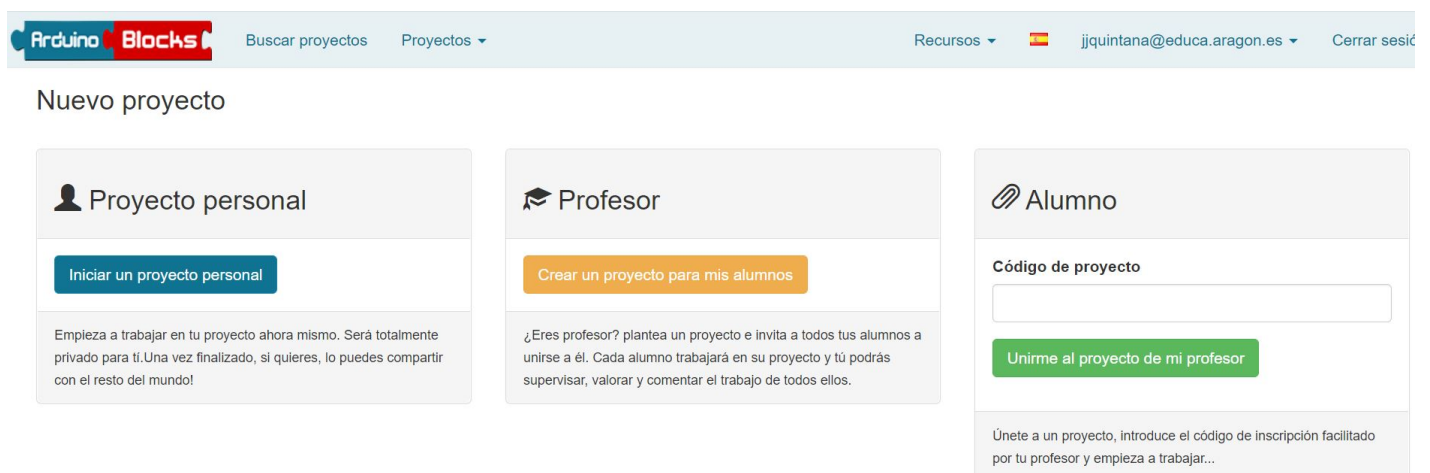 Arduino Blocks Buscar proyectos Proyectos Recursos jjquintana@educa.aragon.es Cerrar sesió
Nuevo proyecto
Proyecto personal
Iniciar un proyecto personal
Empieza a trabajar en tu proyecto ahora mismo. Será totalmente
privado para tí.Una vez finalizado, si quieres, lo puedes compartir
con el resto del mundo!
Profesor
Crear un proyecto para mis alumnos
¿Eres profesor? plantea un proyecto e invita a todos tus alumnos a
unirse a él. Cada alumno trabajará en su proyecto y tú podrás
supervisar, valorar y comentar el trabajo de todos ellos.
Alumno
Código de proyecto
Unirme al proyecto de mi profesor
Únete a un proyecto, introduce el código de inscripción facilitado
por tu profesor y empieza a trabajar...